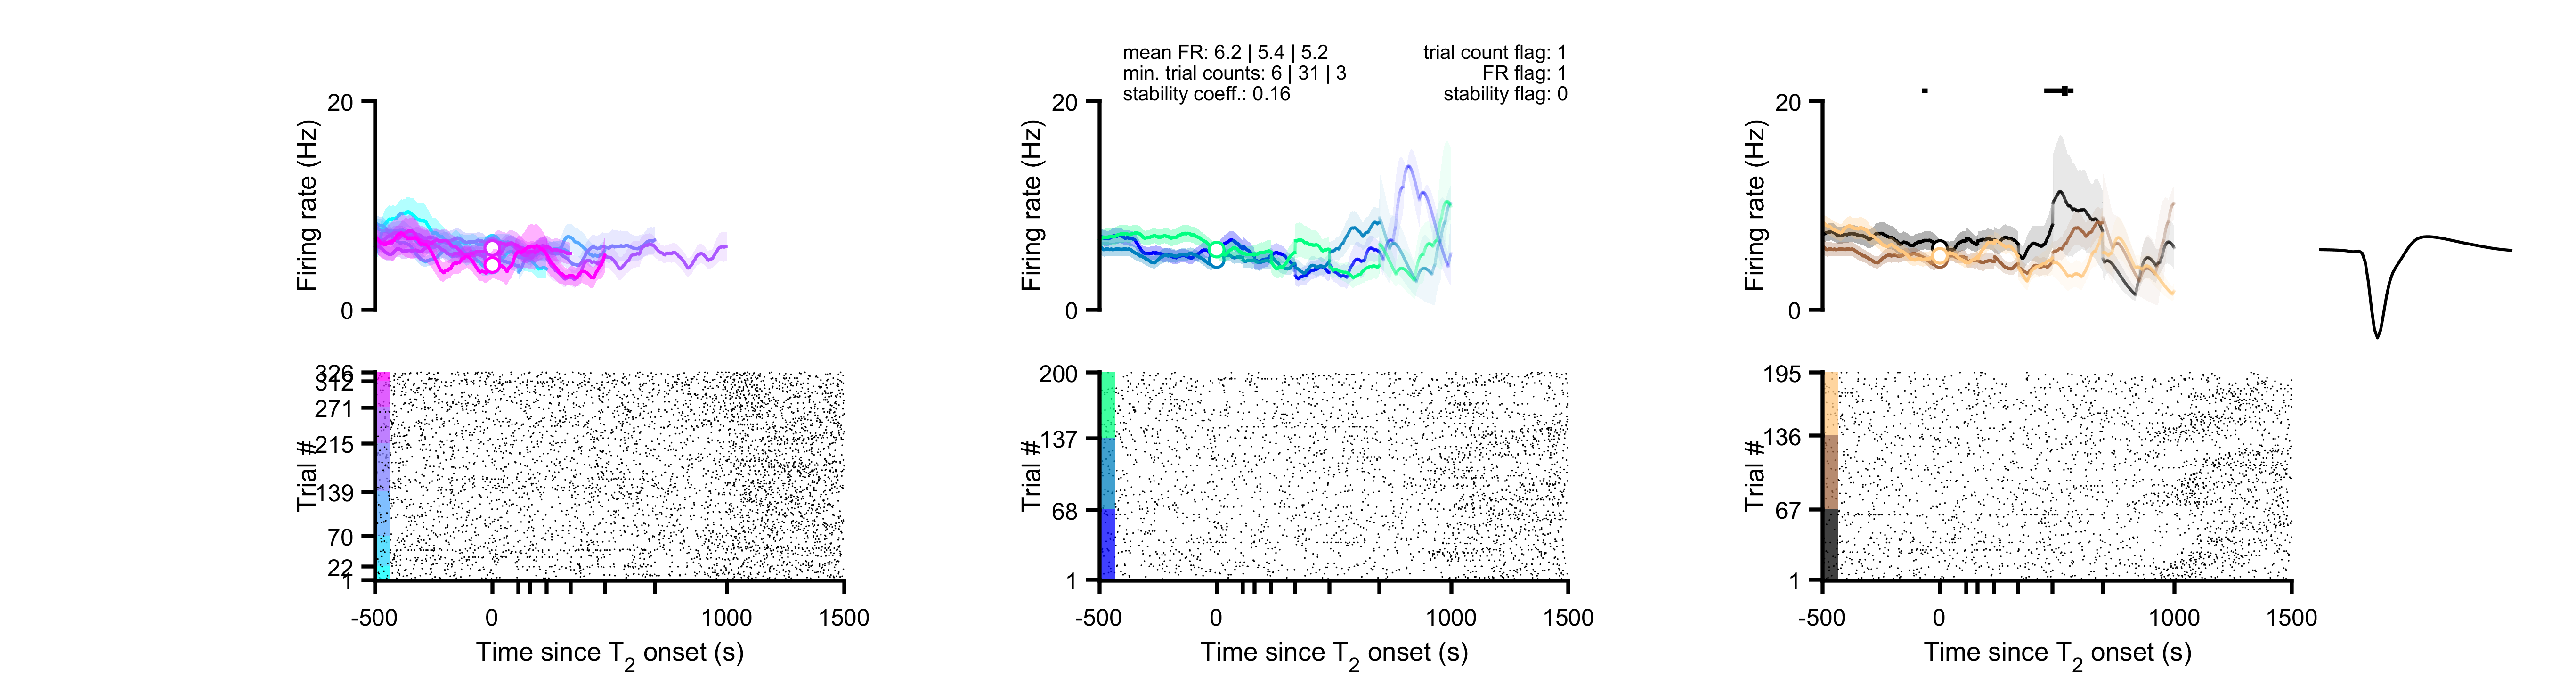 mean FR: 6.2 | 5.4 | 5.2
min. trial counts: 6 | 31 | 3
stability coeff.: 0.16
trial count flag: 1
FR flag: 1
stability flag: 0
20
Firing rate (Hz)
0
20
Firing rate (Hz)
0
20
Firing rate (Hz)
0
326
342
271
215
139
70
22
1
Trial #
-500
0
1000
1500
Time since T2 onset (s)
200
137
68
1
Trial #
-500
0
1000
1500
Time since T2 onset (s)
195
136
67
1
Trial #
-500
0
1000
1500
Time since T2 onset (s)